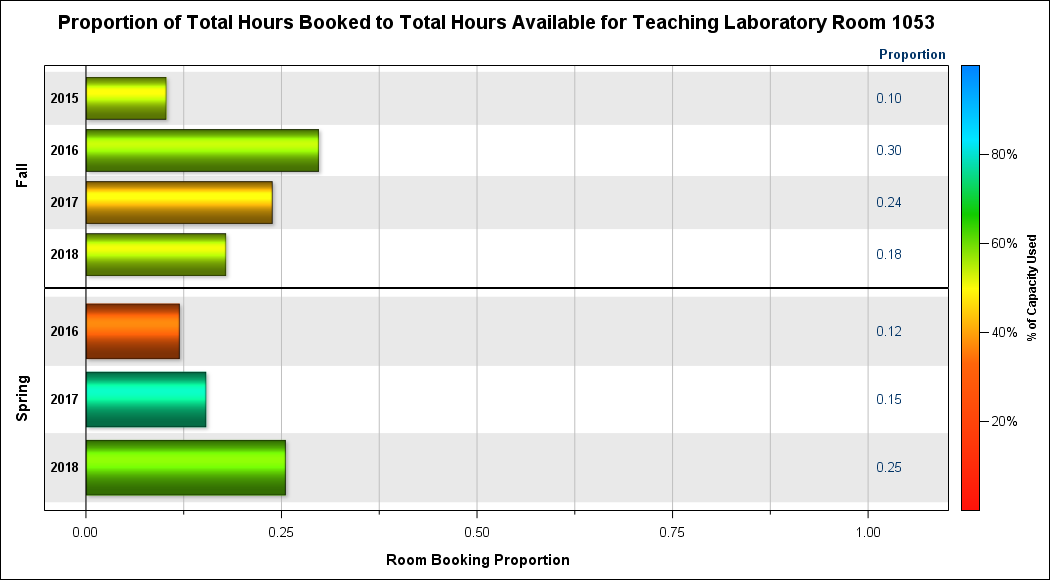 Proportion of Total Hours Booked to Total Hours Available for Teaching Laboratory Room 1053
Proportion
Fall
2015 0.10
2016 0.30
2017 0.24
2018 0.18
Spring
2016 0.12
2017 0.15
2018 0.25
0.00 0.25 0.50 0.75 1.00
Room Booking Proportion
80%
60%
40%
20%
% of Capacity Used